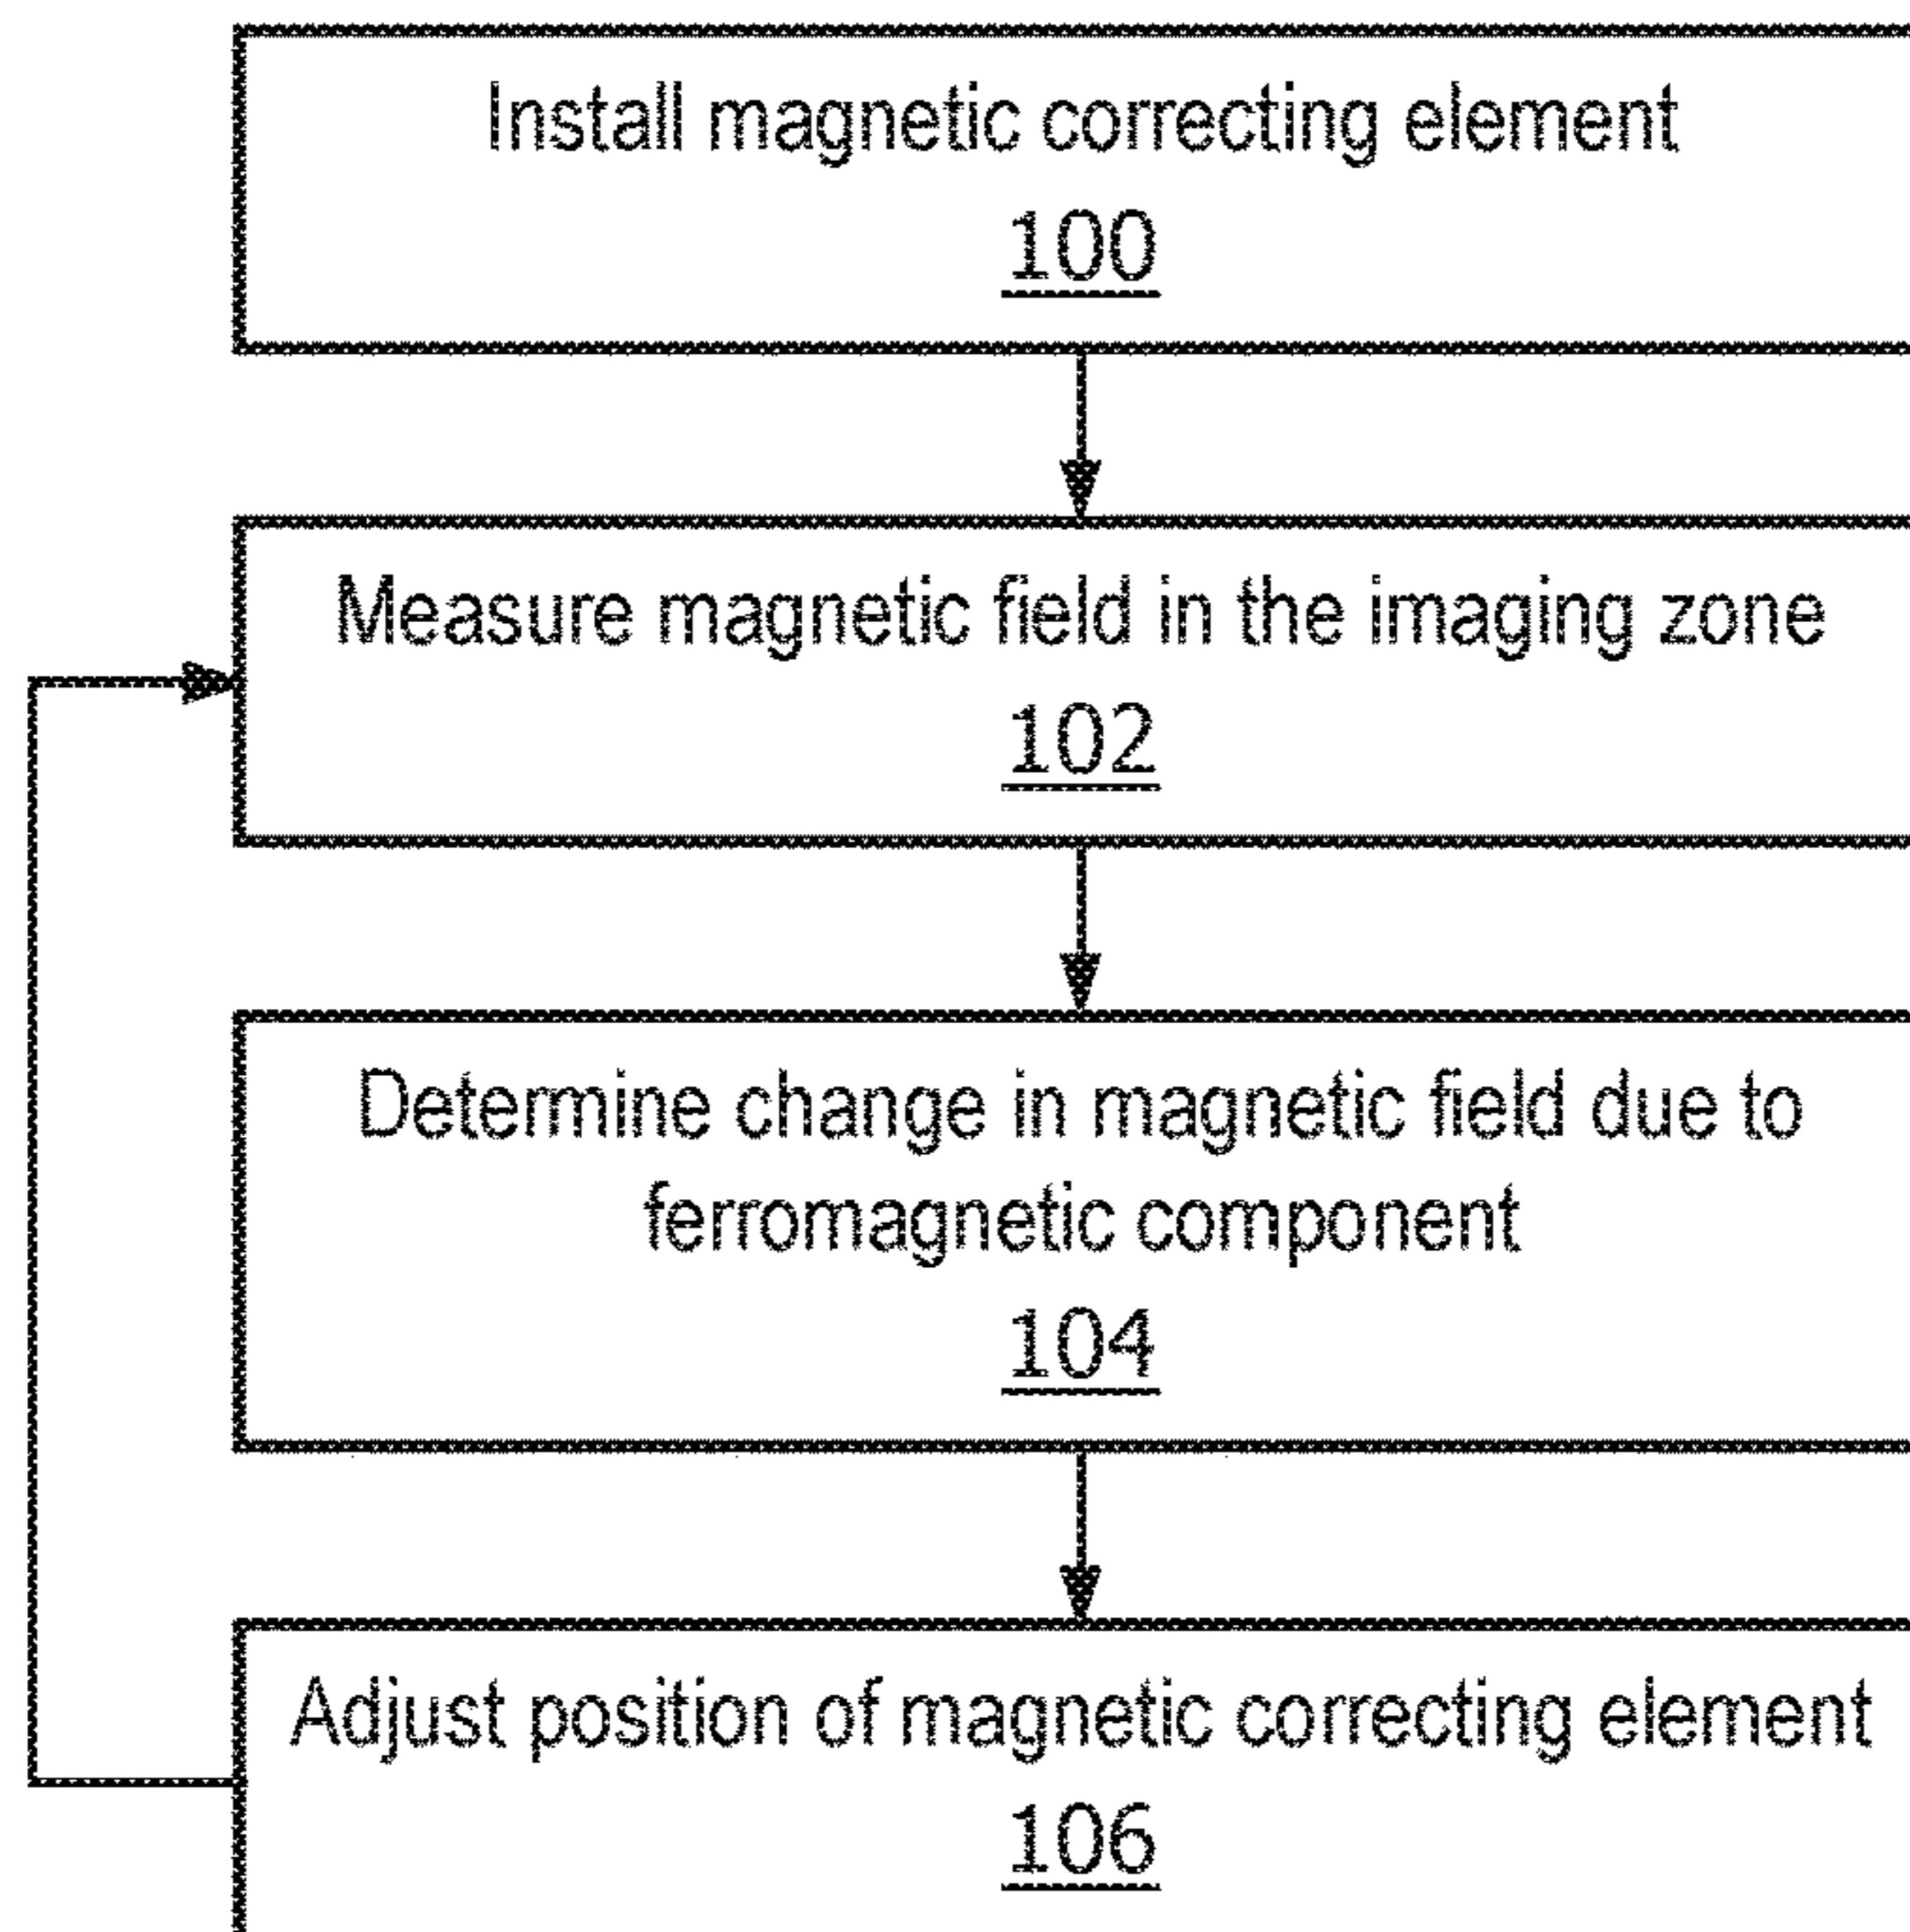 Install magnetic correcting element
100
Measure magnetic field in the imaging zone
102
Determine change in magnetic field due to
ferromagnetic component
104
Adjust position of magnetic correcting element
106